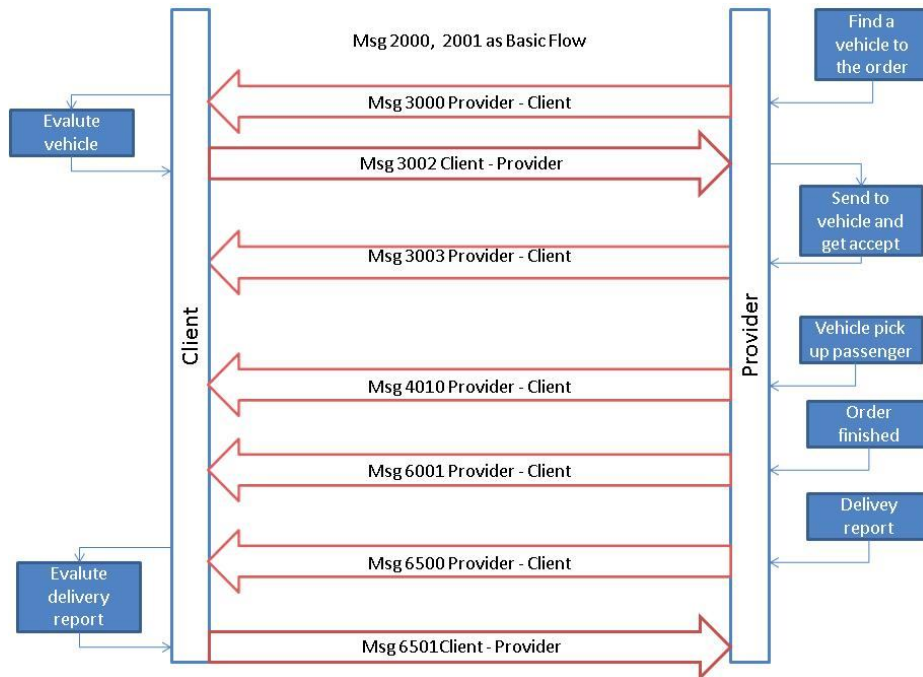 Msg 2000, 2001 as Basic Flow
Find a
vehicle to
the order
Msg 3000 Provider - Client
Evalute
vehicle
Msg 3002 Client - Provider
Send to
vehicle and
get accept
Msg 3003 Provider - Client
Client
Provider
Vehicle pick
up passenger
Msg 4010 Provider - Client
Order
finished
Msg 6001 Provider - Client
Delivey
report
Msg 6500 Provider - Client
Evalute
delivery
report
Msg 6501Client - Provider